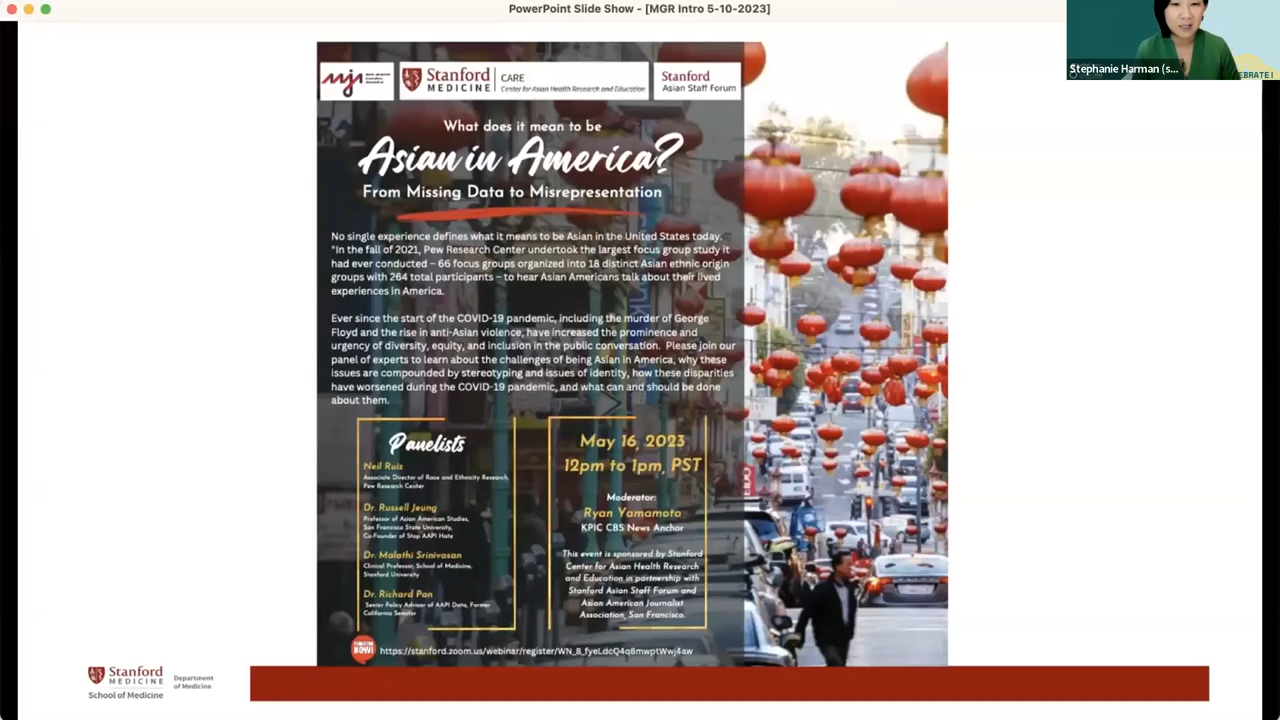 PowerPoint Slide Show - [MGR Intro 5-10-2023]
Stephanie Harman (s...
EBRATE!
Stanford
MEDICINE
CARE
Center for Asian Health Research and Education
Stanford
Asian Staff Forum
What does it mean to be
Asian in America?
From Missing Data to Misrepresentation
No single experience defines what it means to be Asian in the United States today.
"In the fall of 2021, Pew Research Center undertook the largest focus group study it
had ever conducted – 66 focus groups organized into 18 distinct Asian ethnic origin
groups with 264 total participants – to hear Asian Americans talk about their lived
experiences in America.
Ever since the start of the COVID-19 pandemic, including the murder of George
Floyd and the rise in anti-Asian violence, have increased the prominence and
urgency of diversity, equity, and inclusion in the public conversation. Please join our
panel of experts to learn about the challenges of being Asian in America, why these
issues are compounded by stereotyping and issues of identity, how these disparities
have worsened during the COVID-19 pandemic, and what can and should be done
about them.
Panelists
Neil Ruiz
Associate Director of Race and Ethnicity Research,
Pew Research Center
Dr. Russell Jeung
Professor of Asian American Studies,
San Francisco State University,
Co-Founder of Stop AAPI Hate
Dr. Malathi Srinivasan
Clinical Professor, School of Medicine,
Stanford University
Dr. Richard Pan
Senior Policy Advisor of AAPI Data, Former
California Senator
May 16, 2023
12pm to 1pm, PST
Moderator:
Ryan Yamamoto
KPIC CBS News Anchor
This event is sponsored by Stanford
Center for Asian Health Research
and Education in partnership with
Stanford Asian Staff Forum and
Asian American Journalist
Association, San Francisco.
REGISTER
NOW!
https://stanford.zoom.us/webinar/register/WN_B_fyeLdcQ4q8mwptWwj4aw
Stanford
MEDICINE
School of Medicine
Department
of Medicine